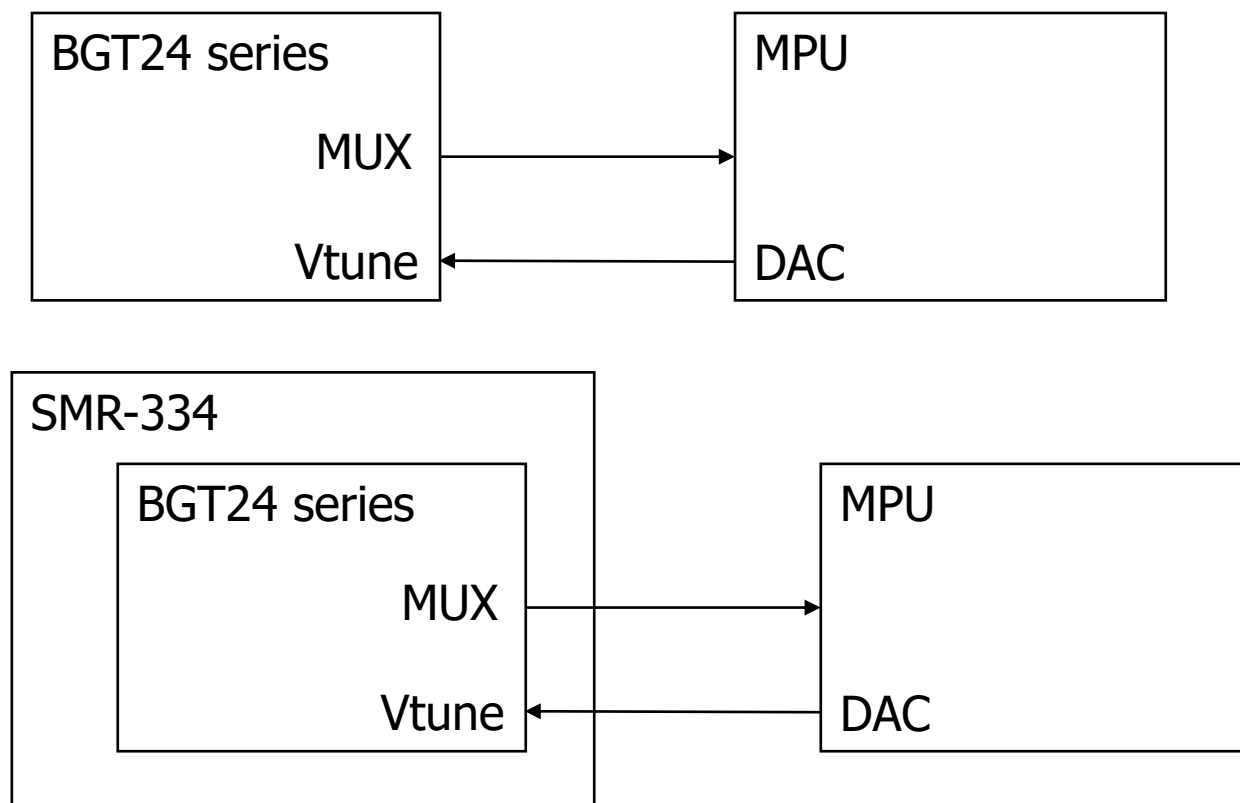 BGT24 series
MPU
MUX
Vtune
DAC
SMR-334
BGT24 series
MPU
MUX
Vtune
DAC